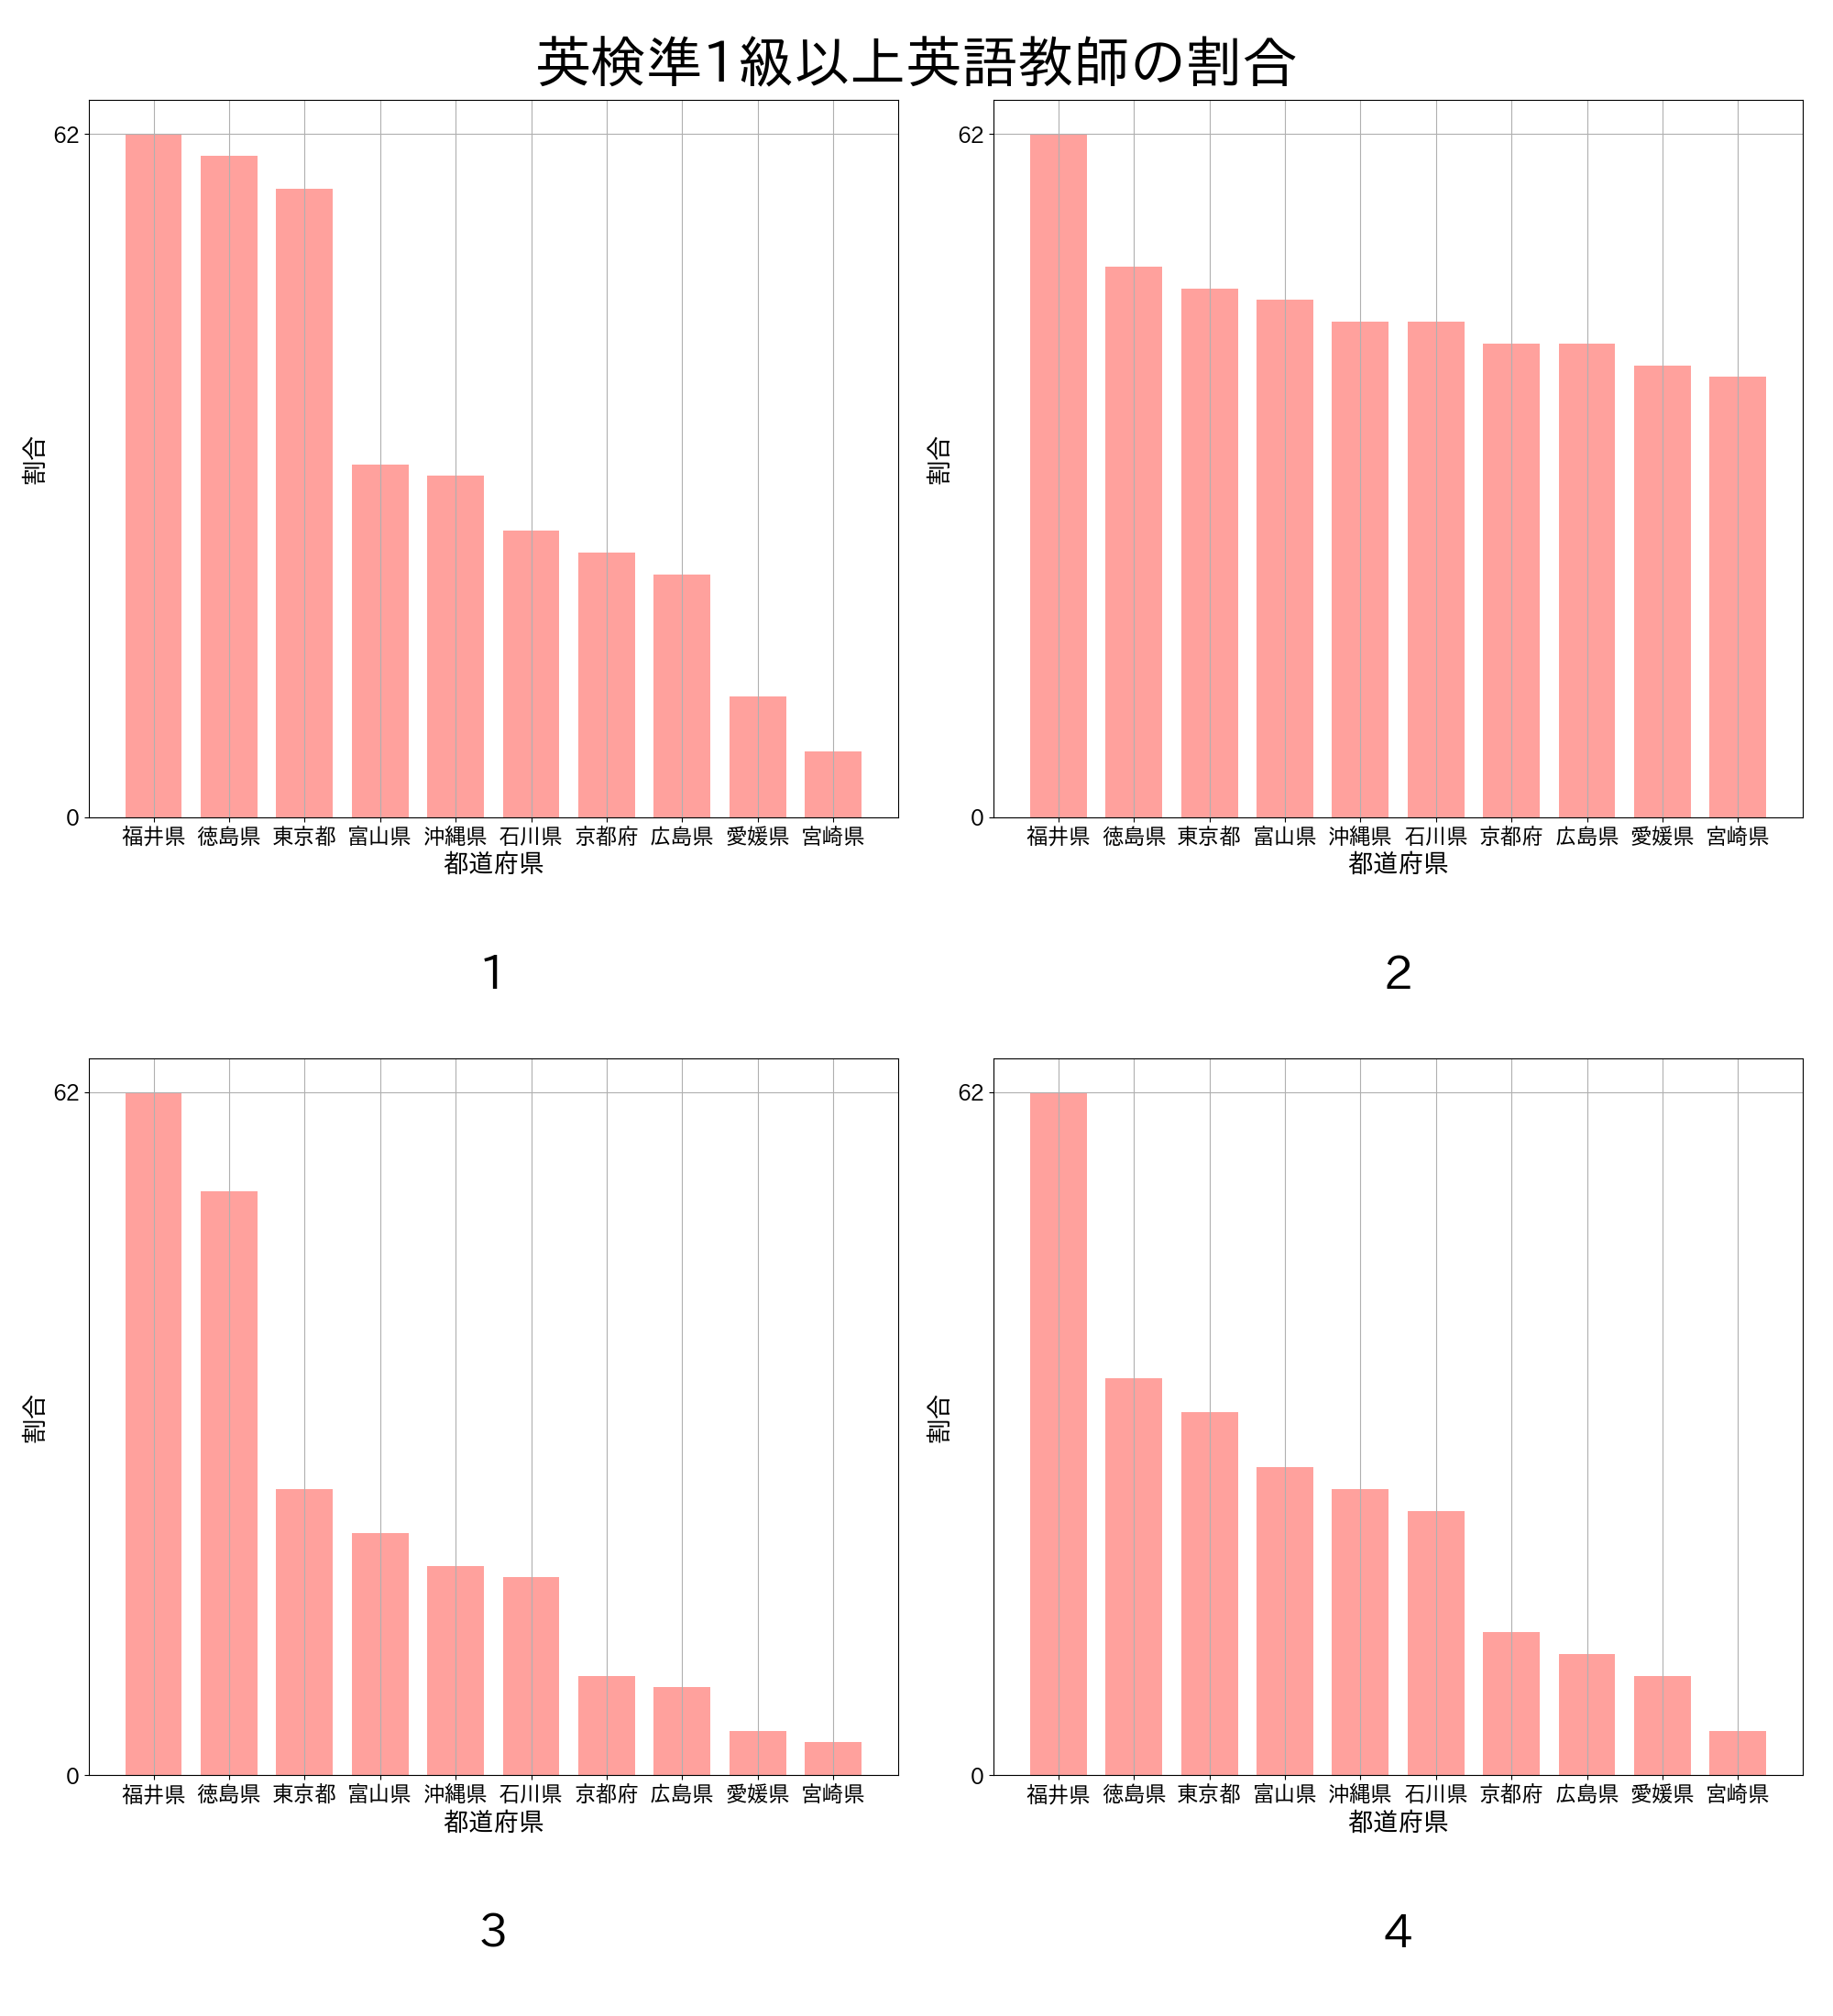 英検準1級以上英語教師の割合
62
0
割合
福井県 徳島県 東京都 富山県 沖縄県 石川県 京都府 広島県 愛媛県 宮崎県
都道府県
1
62
0
割合
福井県 徳島県 東京都 富山県 沖縄県 石川県 京都府 広島県 愛媛県 宮崎県
都道府県
2
62
0
割合
福井県 徳島県 東京都 富山県 沖縄県 石川県 京都府 広島県 愛媛県 宮崎県
都道府県
3
62
0
割合
福井県 徳島県 東京都 富山県 沖縄県 石川県 京都府 広島県 愛媛県 宮崎県
都道府県
4